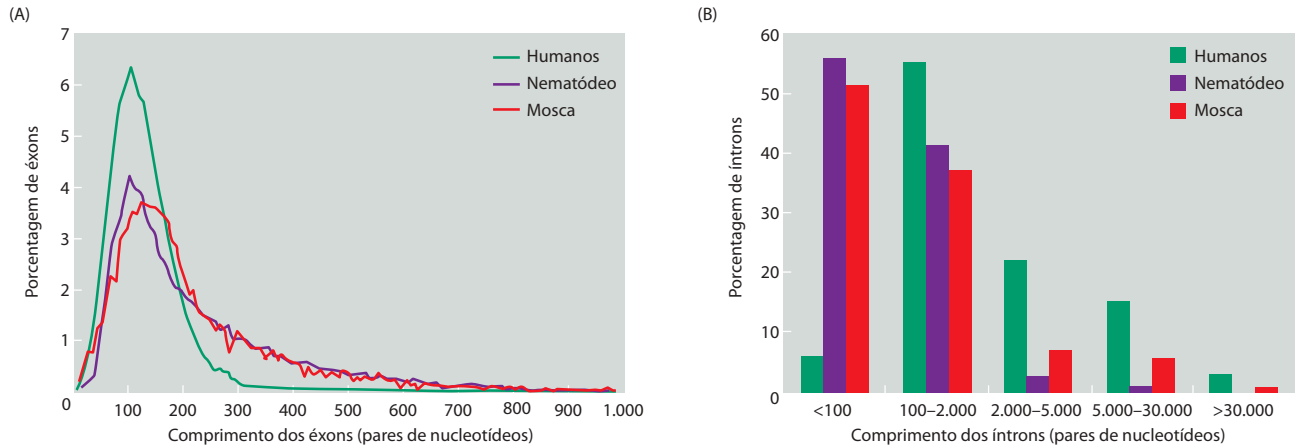 (A)
Porcentagem de éxons
7
6
5
4
3
2
1
0
Humanos
Nematódeo
Mosca
100 200 300 400 500 600 700 800 900 1.000
Comprimento dos éxons (pares de nucleotídeos)
(B)
Porcentagem de íntrons
60
50
40
30
20
10
0
Humanos
Nematódeo
Mosca
<100 100–2.000 2.000–5.000 5.000–30.000 >30.000
Comprimento dos íntrons (pares de nucleotídeos)